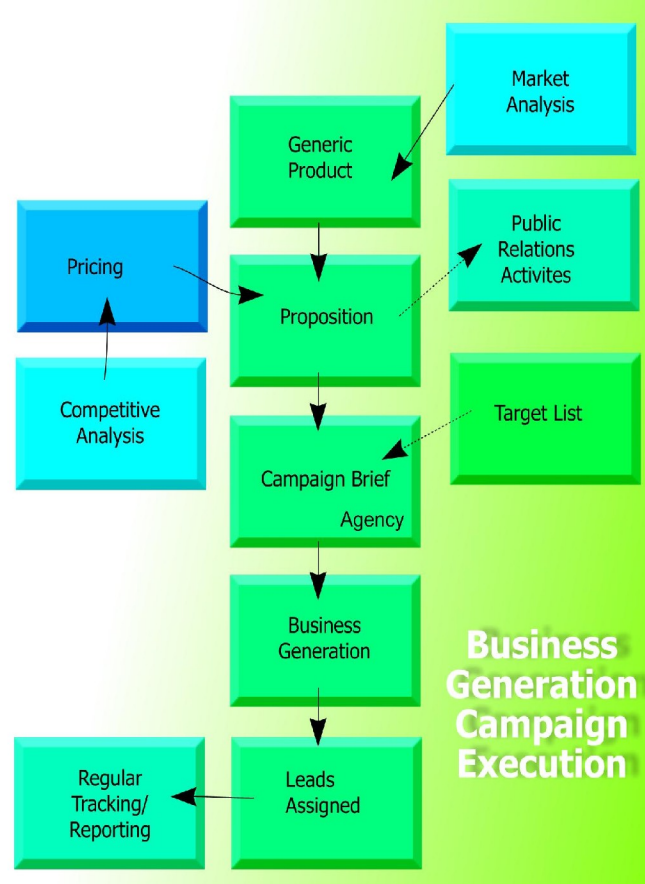 Market
Analysis
Generic
Product
Public
Relations
Activites
Pricing
Proposition
Competitive
Analysis
Target List
Campaign Brief
Agency
Business
Generation
Business
Generation
Campaign
Execution
Regular
Tracking/
Reporting
Leads
Assigned